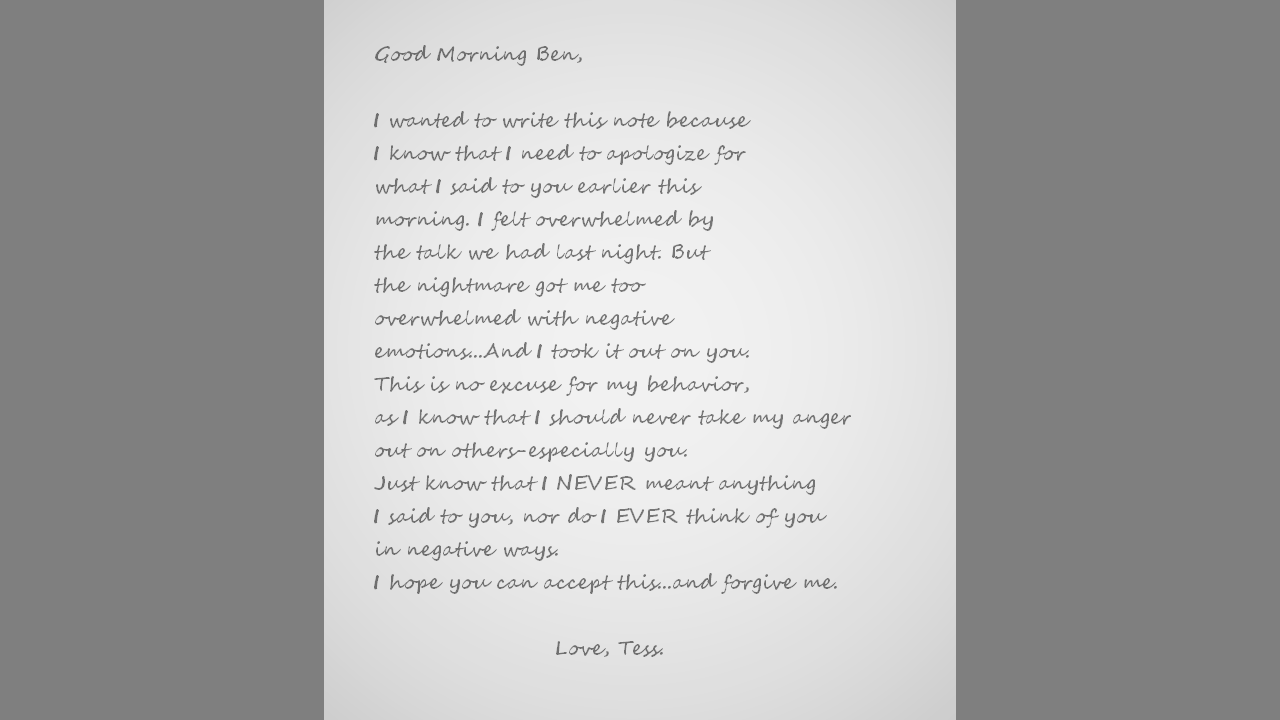 Good Morning Ben,
I wanted to write this note because
I know that I need to apologize for
what I said to you earlier this
morning. I felt overwhelmed by
the talk we had last night. But
the nightmare got me too
overwhelmed with negative
emotions...And I took it out on you.
This is no excuse for my behavior,
as I know that I should never take my anger
out on others-especially you.
Just know that I NEVER meant anything
I said to you, nor do I EVER think of you
in negative ways.
I hope you can accept this...and forgive me.
Love, Tess.